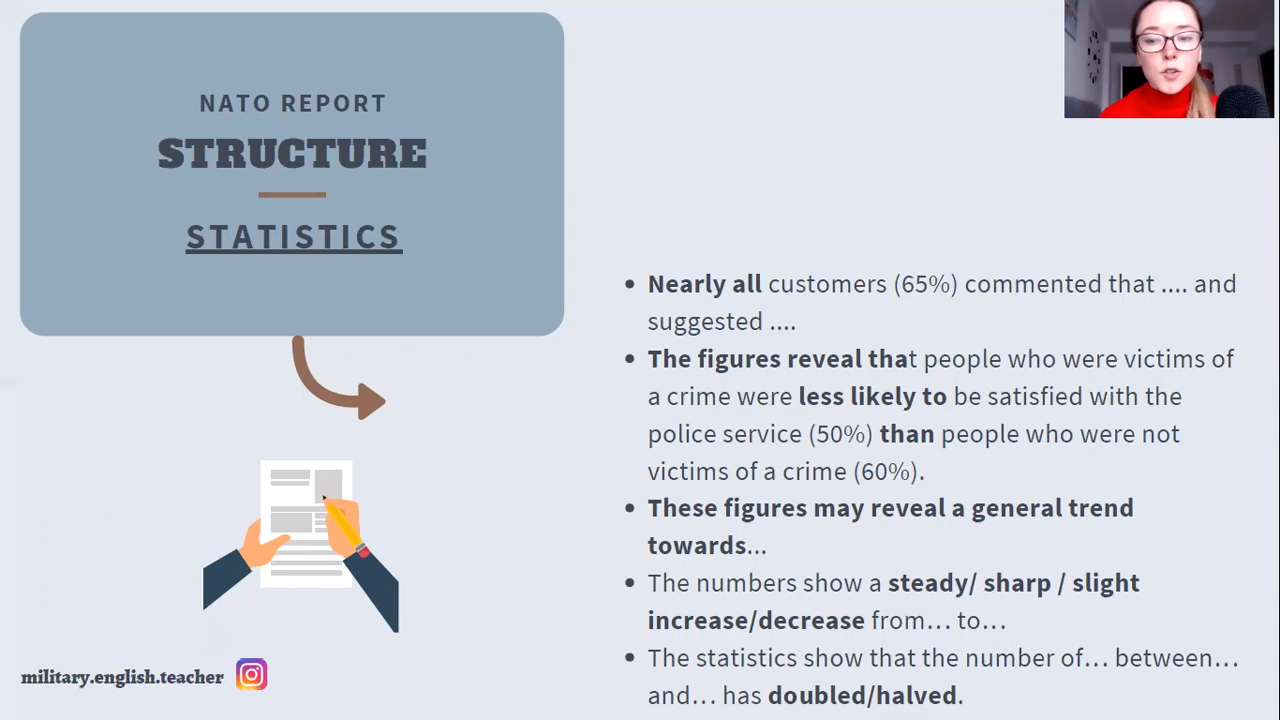 NATO REPORT
STRUCTURE
STATISTICS
• Nearly all customers (65%) commented that .... and
suggested ....
• The figures reveal that people who were victims of
a crime were less likely to be satisfied with the
police service (50%) than people who were not
victims of a crime (60%).
• These figures may reveal a general trend
towards...
• The numbers show a steady/ sharp / slight
increase/decrease from... to...
• The statistics show that the number of... between...
and... has doubled/halved.
military.english.teacher